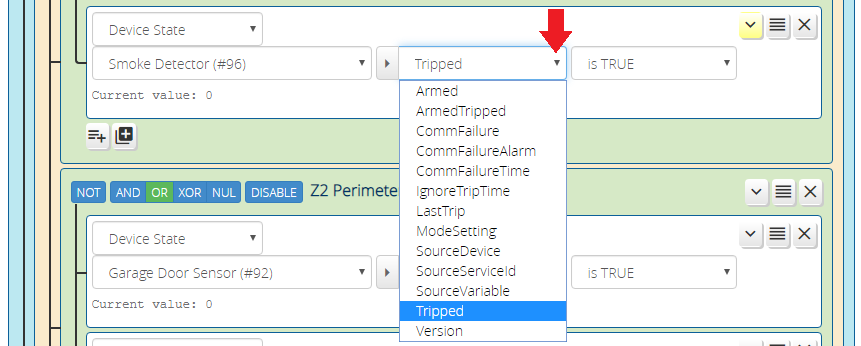 Device State
Smoke Detector (#96) Tripped is TRUE
Current value: 0
Armed
ArmedTripped
CommFailure
CommFailureAlarm
CommFailureTime
IgnoreTripTime
LastTrip
ModeSetting
SourceDevice
SourceServiceId
SourceVariable
Tripped
Version
NOT AND OR XOR NUL DISABLE Z2 Perimete
Device State
Garage Door Sensor (#92) is TRUE
Current value: 0